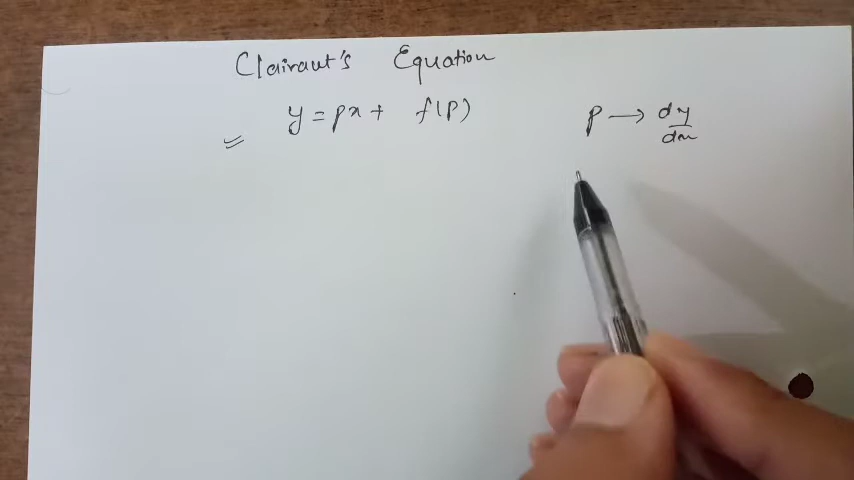 Clairaut's Equation
y = px + f(p) p → dy/dx